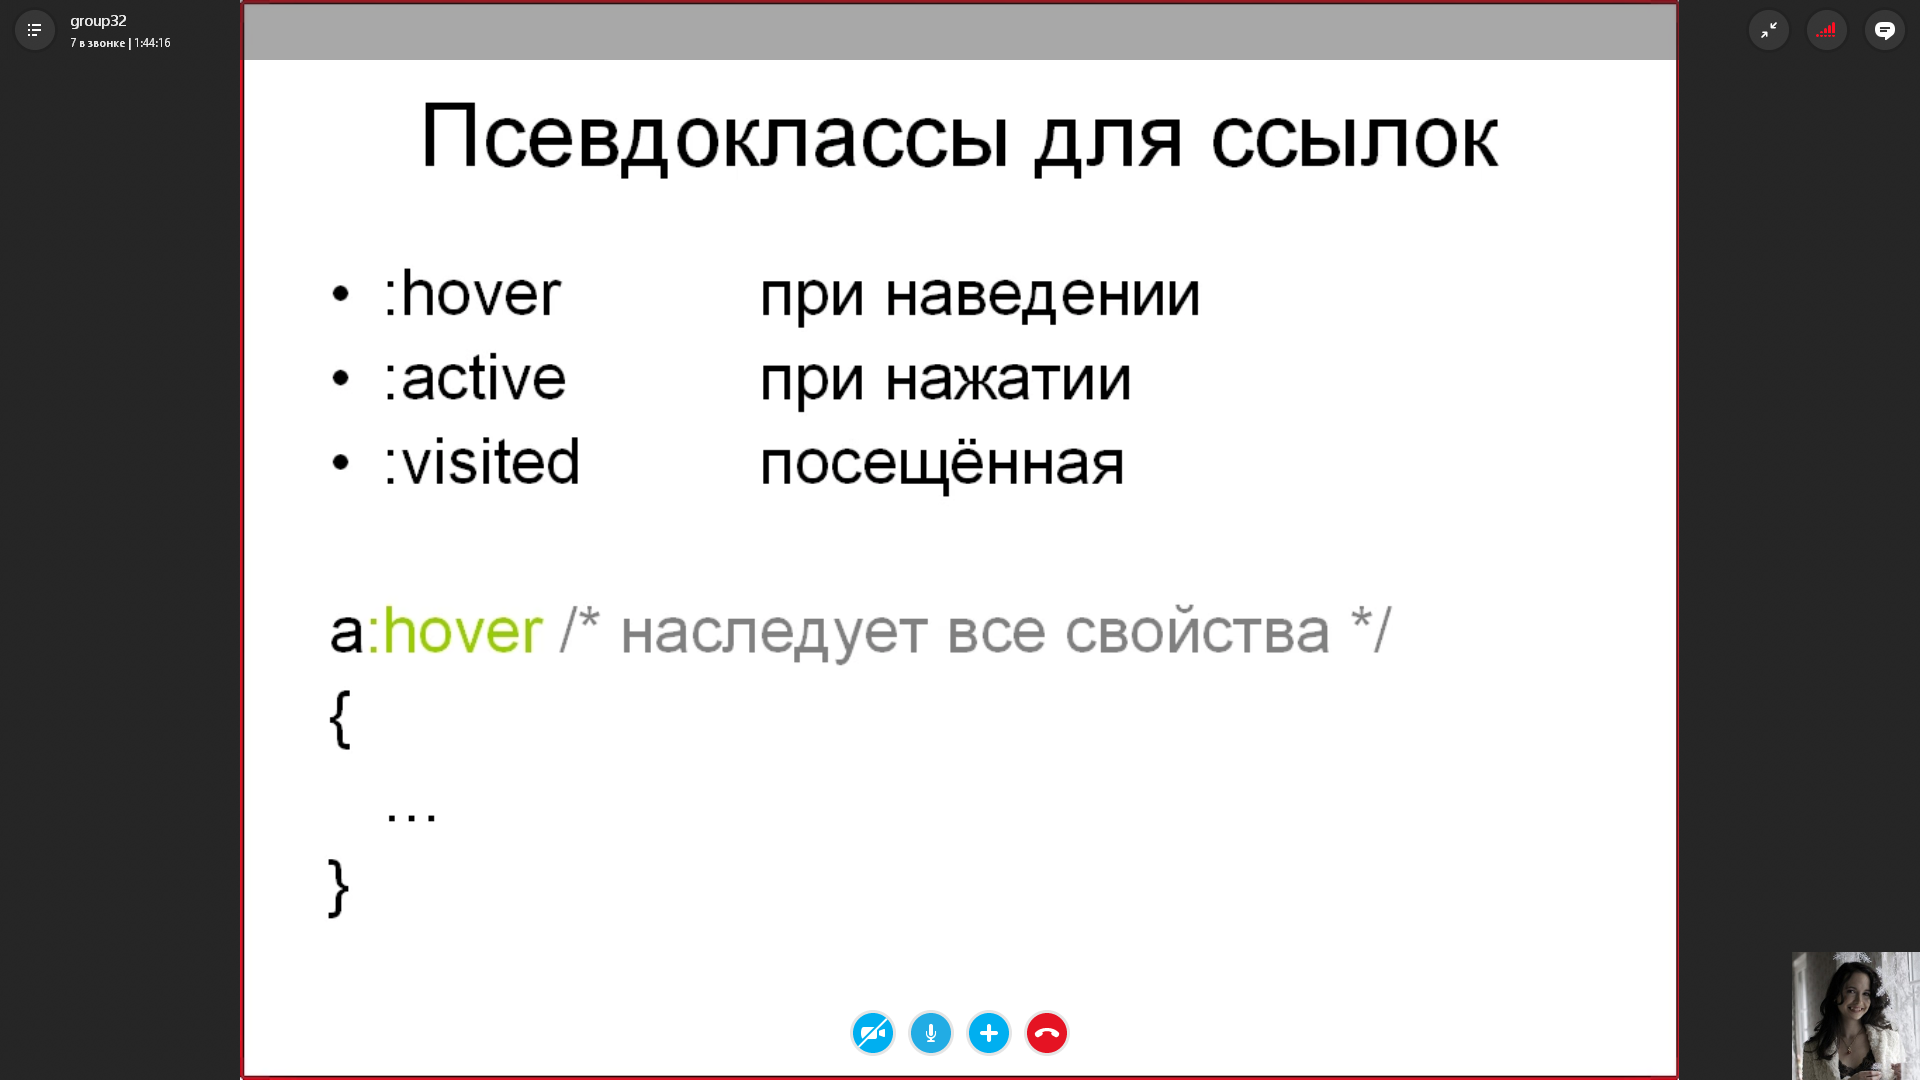 group32
7 в звонке | 1:44:16
Псевдоклассы для ссылок
• :hover при наведении
• :active при нажатии
• :visited посещённая
a:hover /* наследует все свойства */
{
...
}